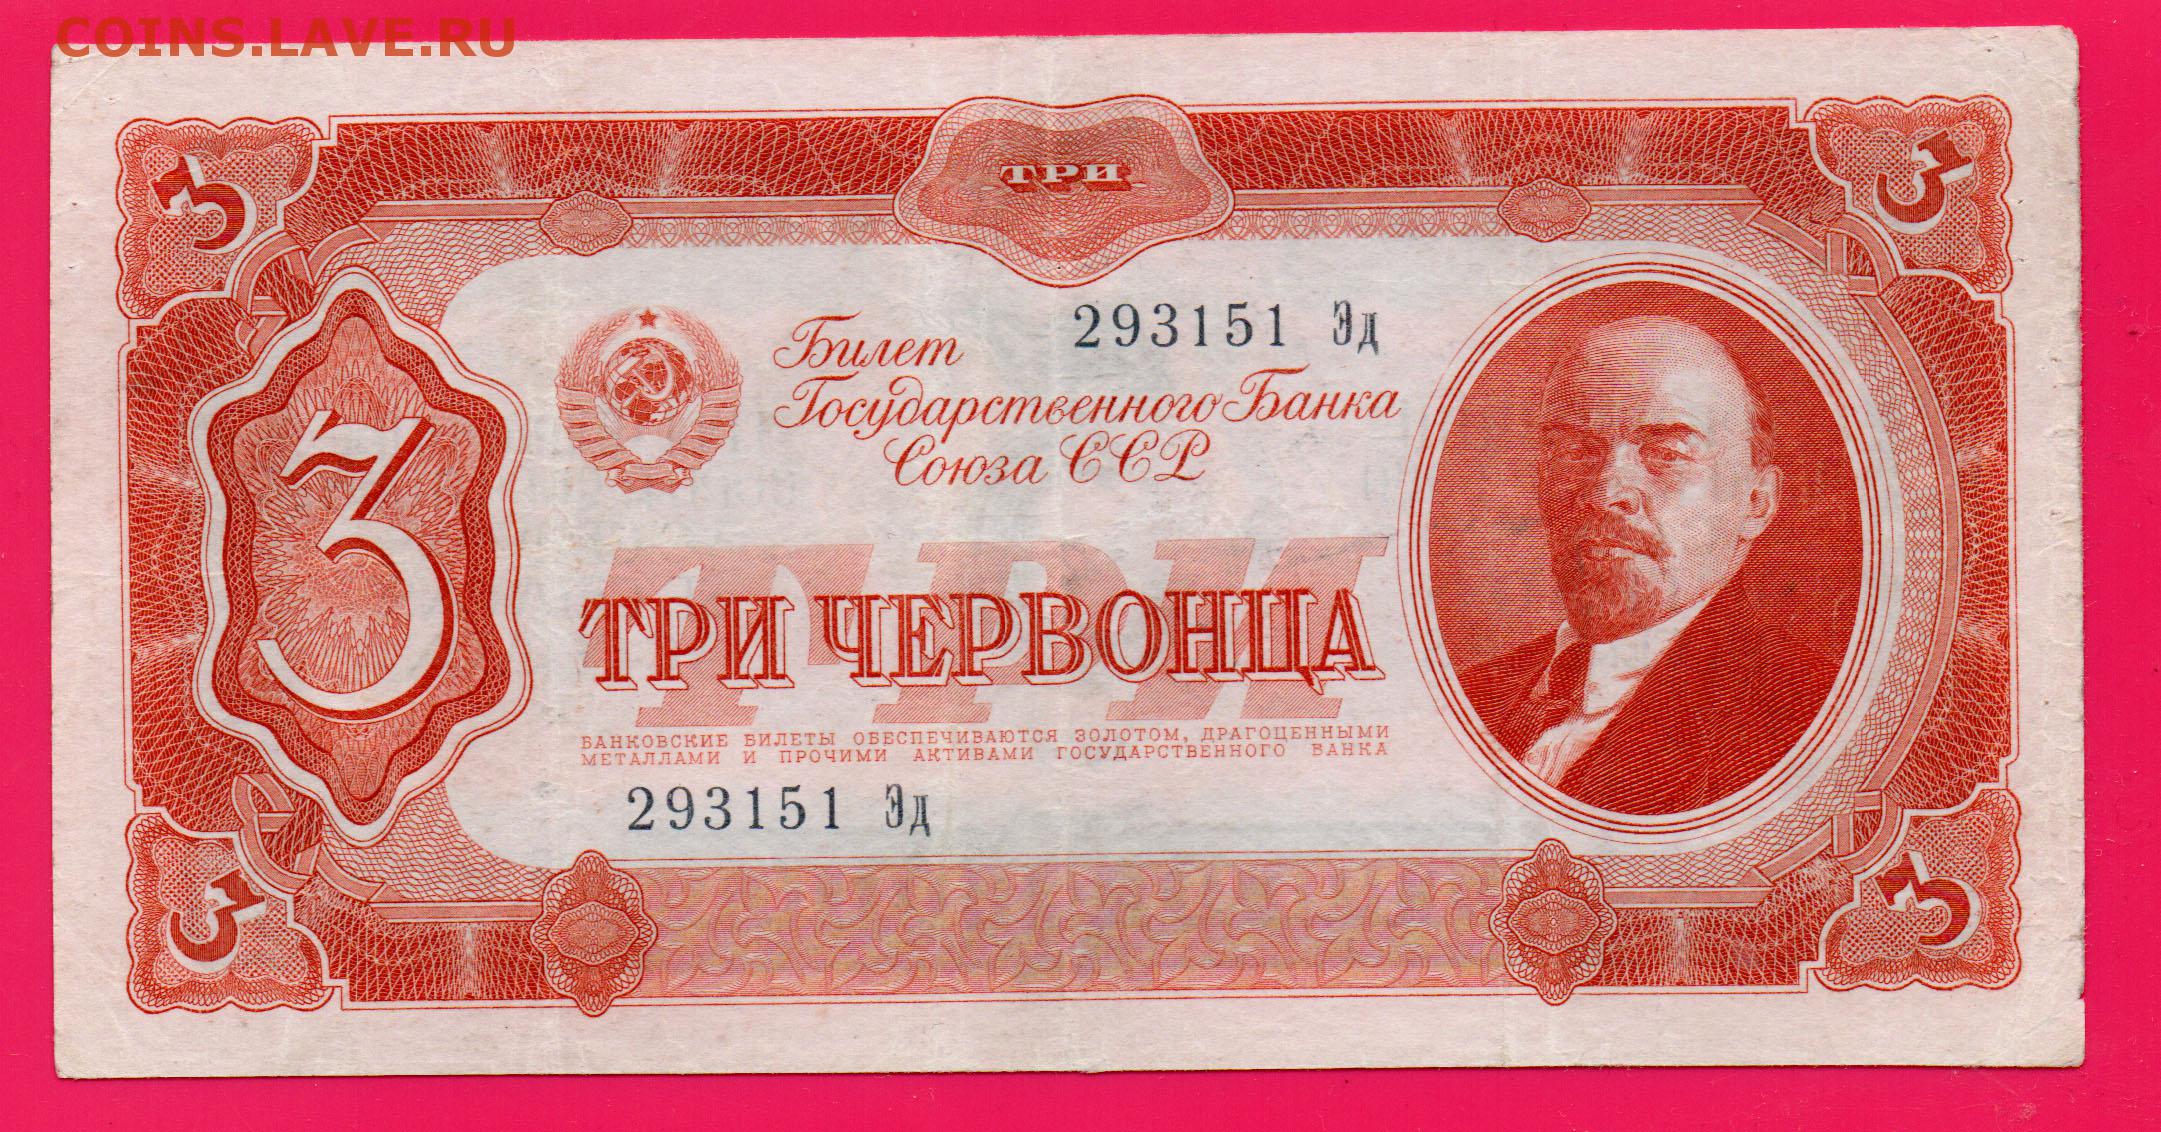 COINS.LAVE.RU
ТРИ
3
3
293151 Эд
Билет
Государственного Банка
Союза ССР
3
ТРИ
ТРИ ЧЕРВОНЦА
БАНКОВСКИЕ БИЛЕТЫ ОБЕСПЕЧИВАЮТСЯ ЗОЛОТОМ, ДРАГОЦЕННЫМИ
МЕТАЛЛАМИ И ПРОЧИМИ АКТИВАМИ ГОСУДАРСТВЕННОГО БАНКА
293151 Эд
3
3